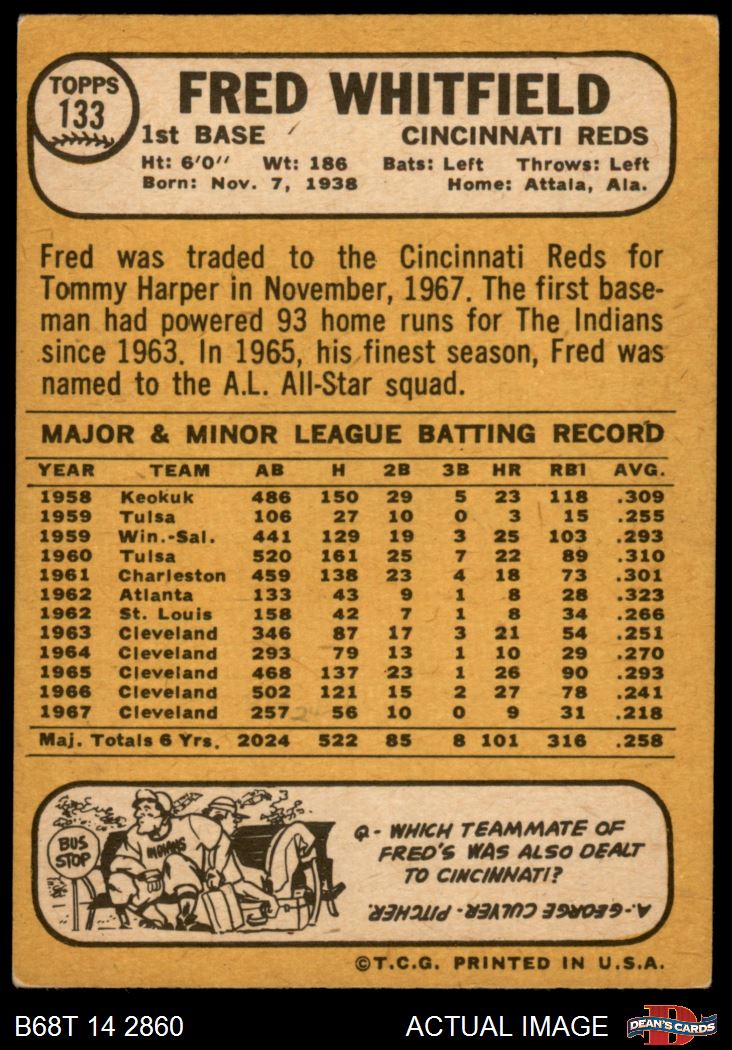 TOPPS
133
FRED WHITFIELD
1st BASE CINCINNATI REDS
Ht: 6'0" Wt: 186 Bats: Left Throws: Left
Born: Nov. 7, 1938 Home: Attala, Ala.
Fred was traded to the Cincinnati Reds for
Tommy Harper in November, 1967. The first base-
man had powered 93 home runs for The Indians
since 1963. In 1965, his finest season, Fred was
named to the A.L. All-Star squad.
MAJOR & MINOR LEAGUE BATTING RECORD
YEAR TEAM AB H 2B 3B HR RBI AVG.
1958 Keokuk 486 150 29 5 23 118 .309
1959 Tulsa 106 27 10 0 3 15 .255
1959 Win.-Sal. 441 129 19 3 25 103 .293
1960 Tulsa 520 161 25 7 22 89 .310
1961 Charleston 459 138 23 4 18 73 .301
1962 Atlanta 133 43 9 1 8 28 .323
1962 St. Louis 158 42 7 1 8 34 .266
1963 Cleveland 346 87 17 3 21 54 .251
1964 Cleveland 293 79 13 1 10 29 .270
1965 Cleveland 468 137 23 1 26 90 .293
1966 Cleveland 502 121 15 2 27 78 .241
1967 Cleveland 257 56 10 0 9 31 .218
Maj. Totals 6 Yrs. 2024 522 85 8 101 316 .258
BUS
STOP
INDIANS
Q- WHICH TEAMMATE OF
FRED'S WAS ALSO DEALT
TO CINCINNATI?
A- GEORGE CULVER - PITCHER.
©T.C.G. PRINTED IN U.S.A.
B68T 14 2860 ACTUAL IMAGE
D
DEAN'S CARDS